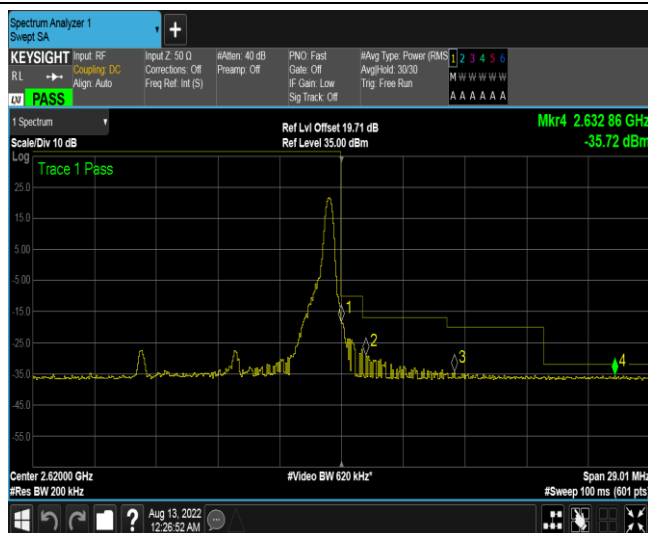 Spectrum Analyzer 1
Swept SA
KEYSIGHT Input: RF Input Z: 50 Ω #Atten: 40 dB PNO: Fast #Avg Type: Power (RMS 1 2 3 4 5 6
RL Coupling: DC Corrections: Off Preamp: Off Gate: Off Avg|Hold: 30/30 M W W W W W
Align: Auto Freq Ref: Int (S) IF Gain: Low Trig: Free Run
LXI PASS Sig Track: Off A A A A A A
1 Spectrum Ref Lvl Offset 19.71 dB Mkr4 2.632 86 GHz
Scale/Div 10 dB Ref Level 35.00 dBm -35.72 dBm
Log
Trace 1 Pass
25.0
15.0
5.00
-5.00
-15.0 1
-25.0 2
3 4
-35.0
-45.0
-55.0
Center 2.62000 GHz #Video BW 620 kHz* Span 29.01 MHz
#Res BW 200 kHz #Sweep 100 ms (601 pts)
? Aug 13, 2022
12:26:52 AM